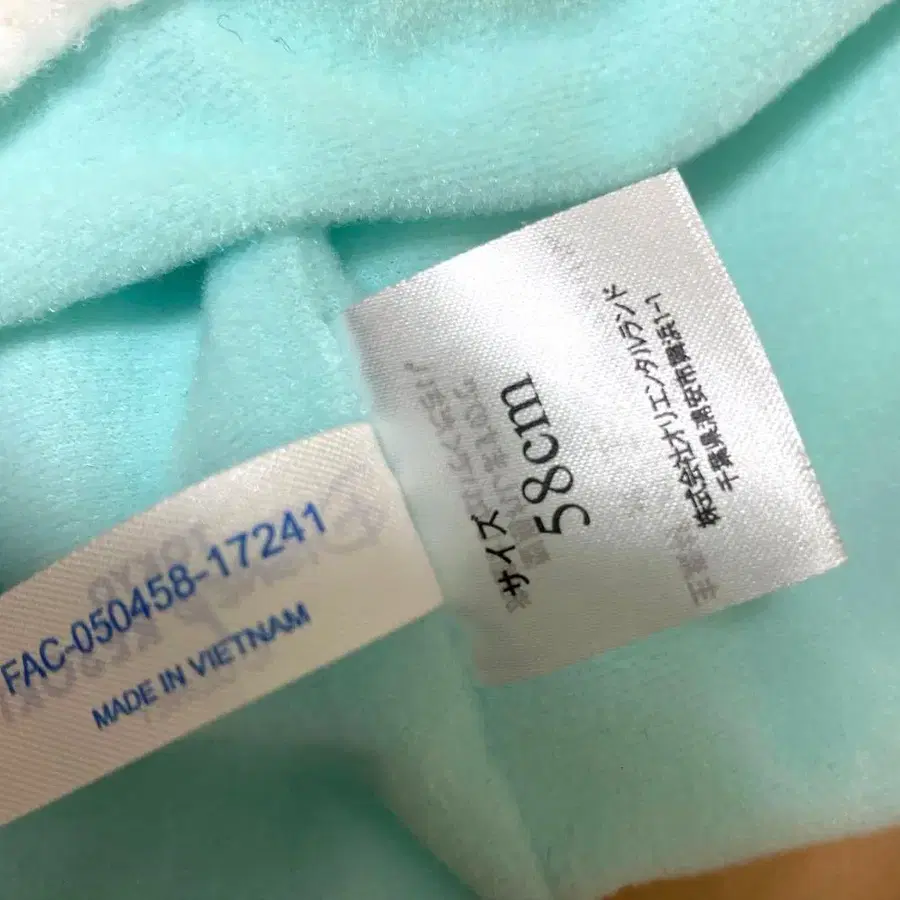 FAC-050458-17241
MADE IN VIETNAM
サイズ
58cm
株式会社オリエンタルランド
千葉県浦安市舞浜1-1